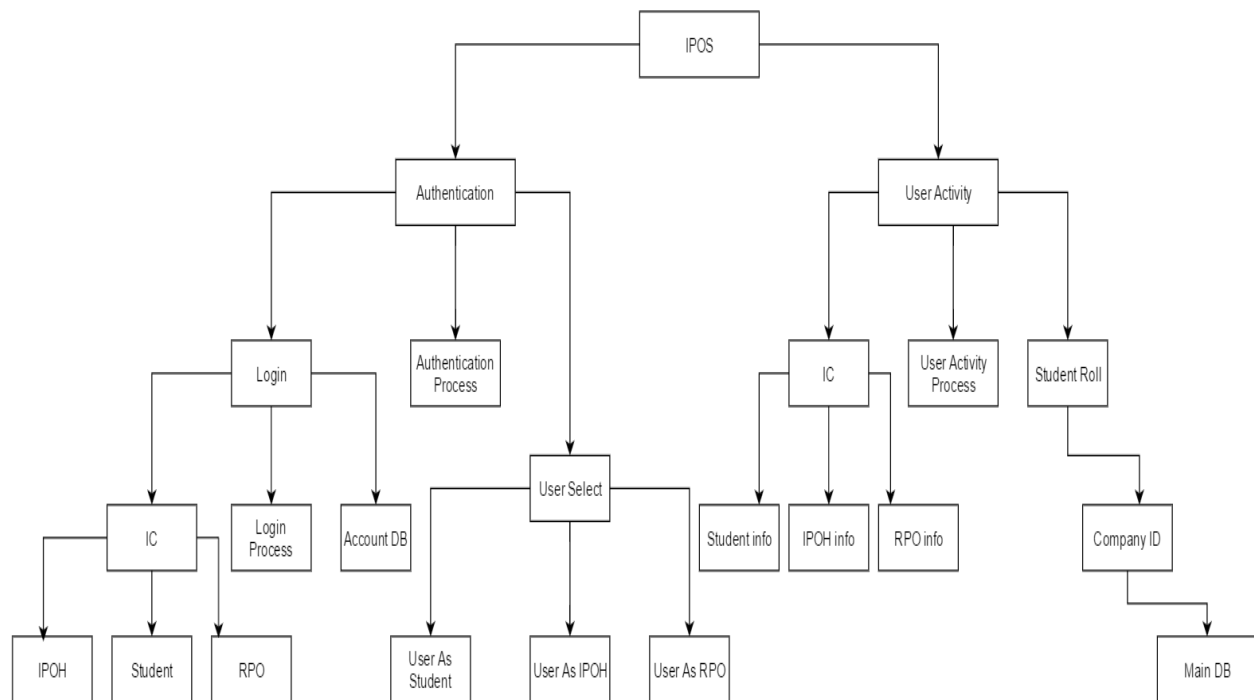 IPOS
Authentication
User Activity
Login
Authentication
Process
IC
User Activity
Process
Student Roll
User Select
IC
Login
Process
Account DB
Student info
IPOH info
RPO info
Company ID
IPOH
Student
RPO
User As
Student
User As IPOH
User As RPO
Main DB